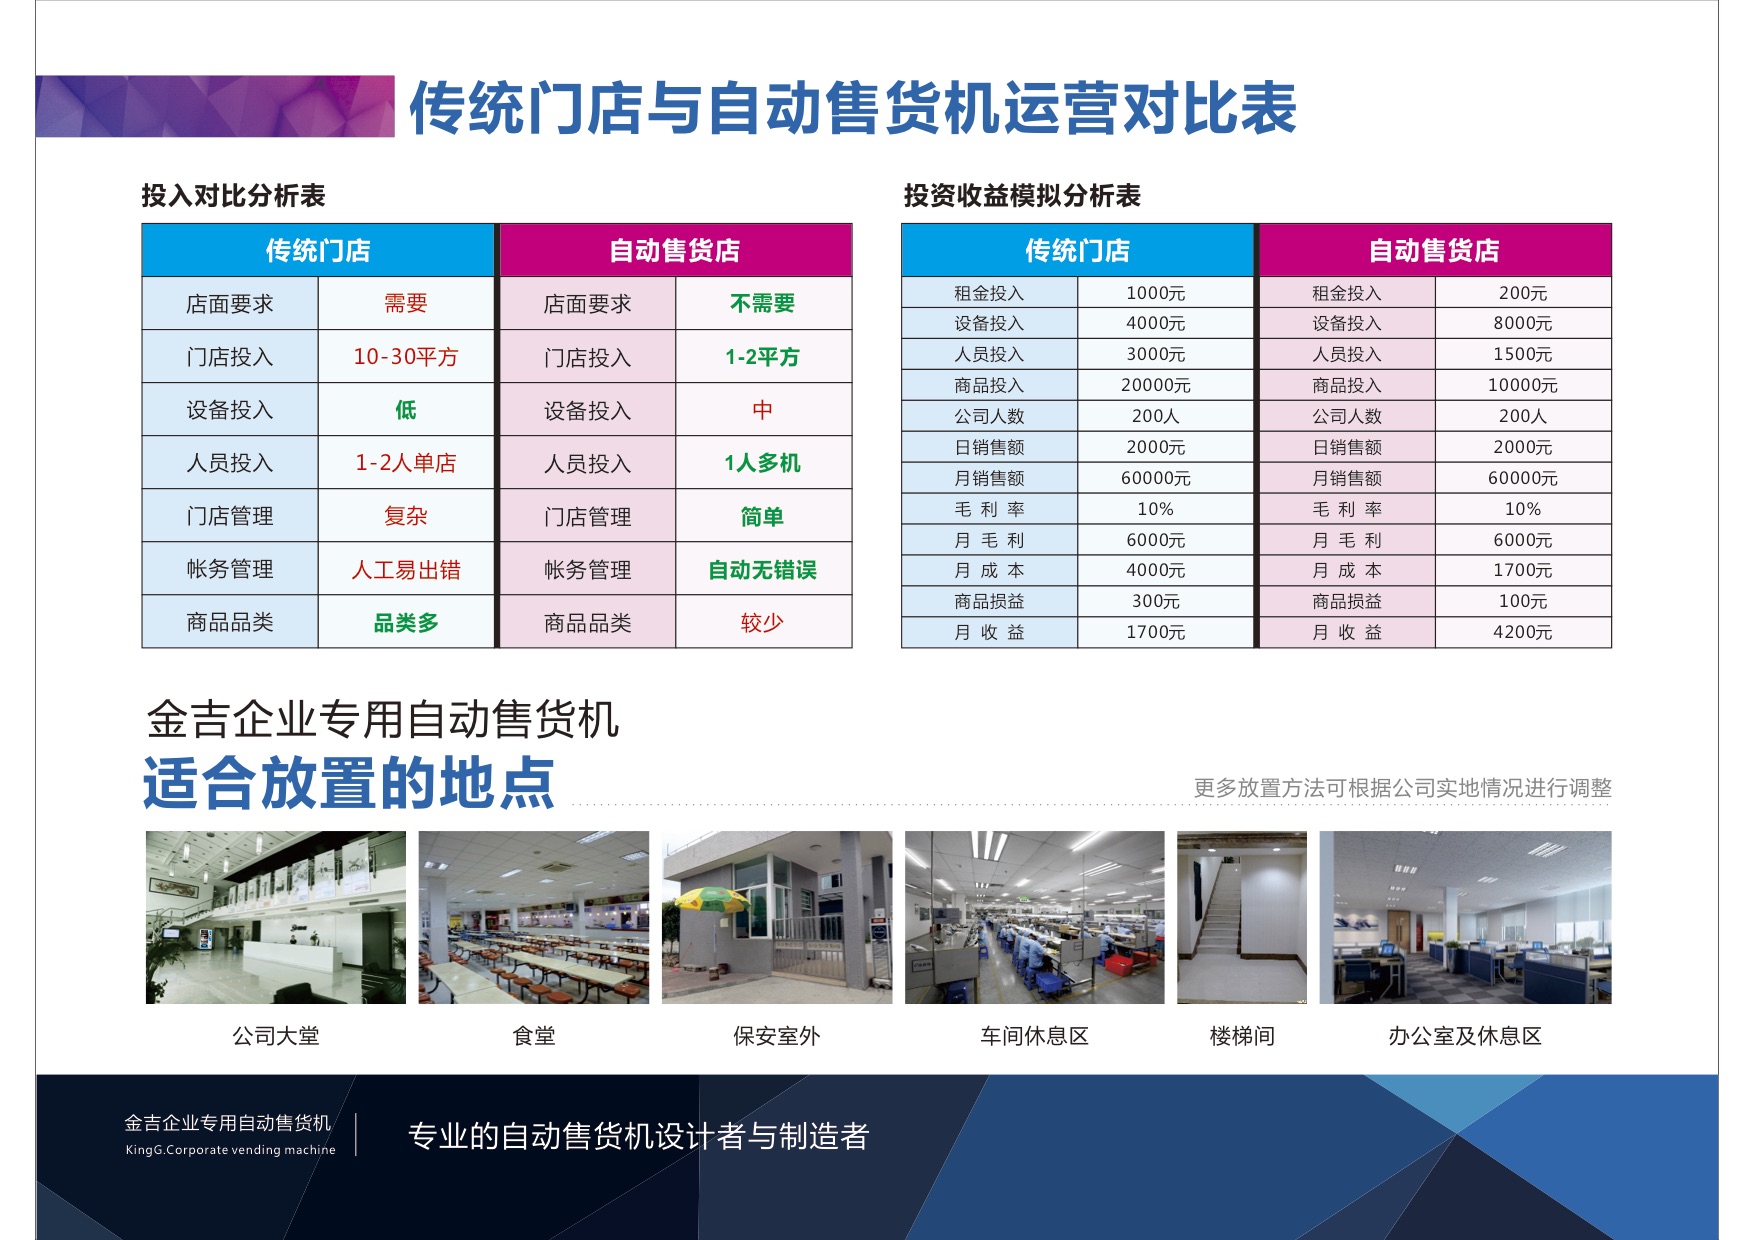 传统门店与自动售货机运营对比表
投入对比分析表
传统门店 自动售货店
店面要求 需要 店面要求 不需要
门店投入 10-30平方 门店投入 1-2平方
设备投入 低 设备投入 中
人员投入 1-2人单店 人员投入 1人多机
门店管理 复杂 门店管理 简单
帐务管理 人工易出错 帐务管理 自动无错误
商品品类 品类多 商品品类 较少
投资收益模拟分析表
传统门店 自动售货店
租金投入 1000元 租金投入 200元
设备投入 4000元 设备投入 8000元
人员投入 3000元 人员投入 1500元
商品投入 20000元 商品投入 10000元
公司人数 200人 公司人数 200人
日销售额 2000元 日销售额 2000元
月销售额 60000元 月销售额 60000元
毛 利 率 10% 毛 利 率 10%
月 毛 利 6000元 月 毛 利 6000元
月 成 本 4000元 月 成 本 1700元
商品损益 300元 商品损益 100元
月 收 益 1700元 月 收 益 4200元
金吉企业专用自动售货机
适合放置的地点
更多放置方法可根据公司实地情况进行调整
公司大堂 食堂 保安室外 车间休息区 楼梯间 办公室及休息区
金吉企业专用自动售货机
KingG.Corporate vending machine
专业的自动售货机设计者与制造者